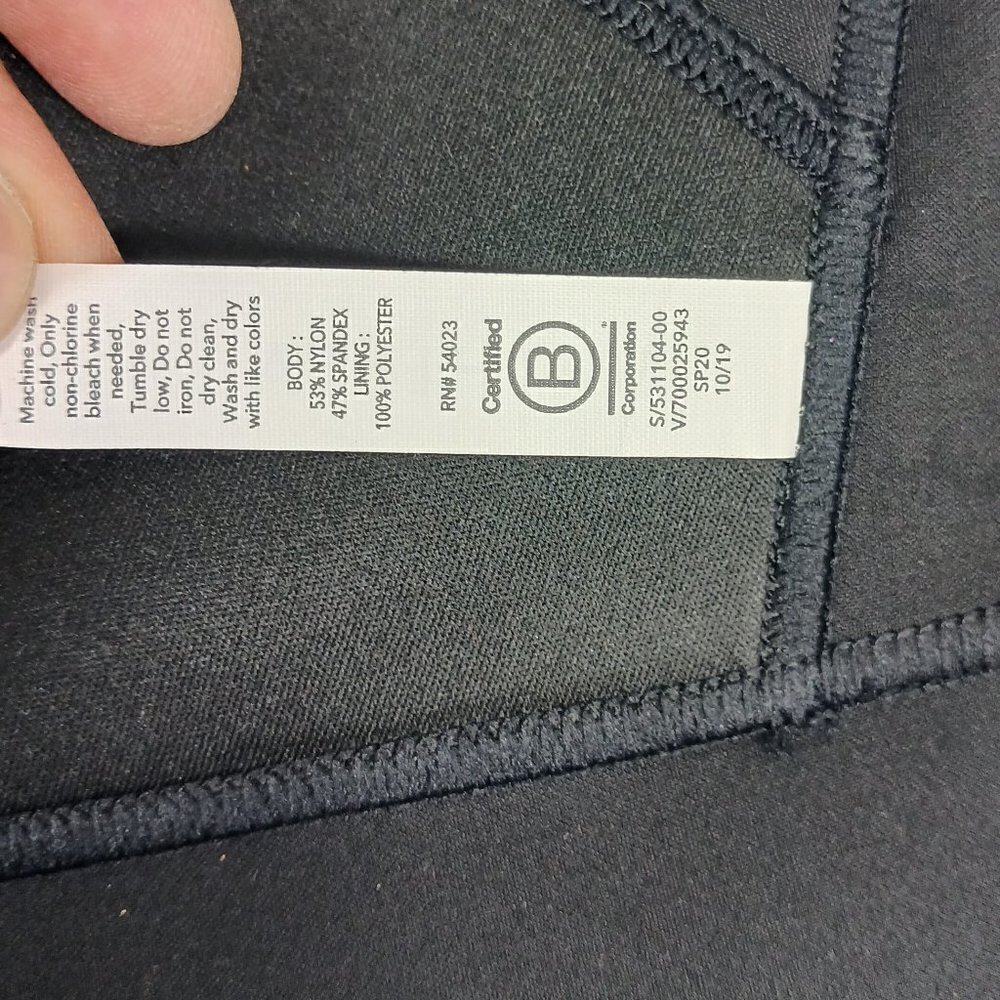 Machine wash
cold, Only
non-chlorine
bleach when
needed,
Tumble dry
low, Do not
iron, Do not
dry clean,
Wash and dry
with like colors
BODY :
53% NYLON
47% SPANDEX
LINING :
100% POLYESTER
RN# 54023
Certified
B
®
Corporation
S/531104-00
V/700025943
SP20
10/19